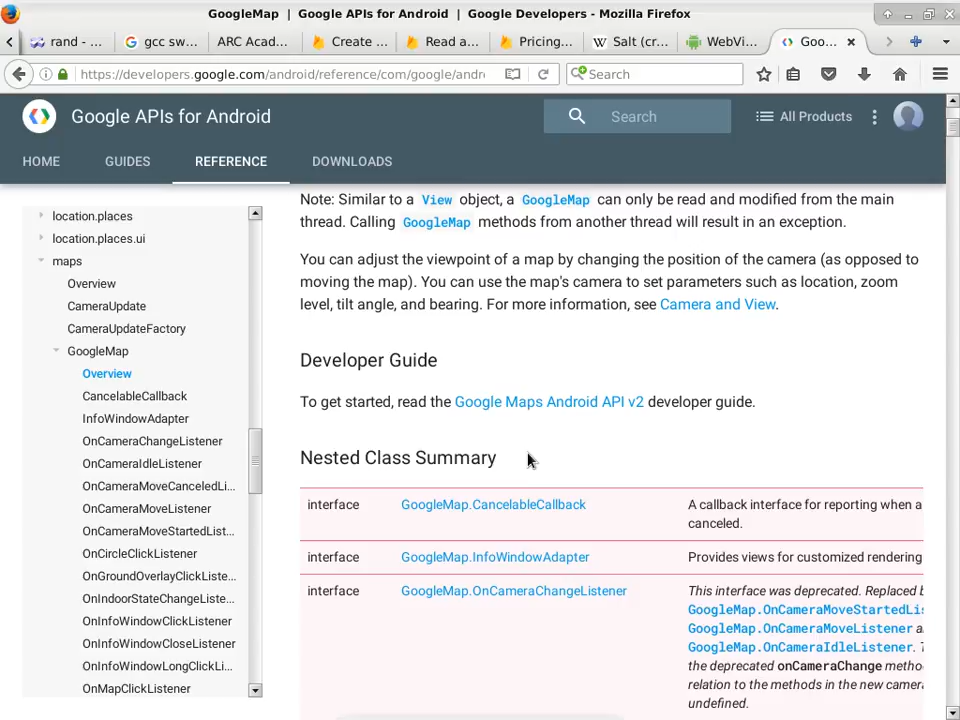 GoogleMap | Google APIs for Android | Google Developers - Mozilla Firefox
rand - ...
gcc sw...
ARC Acad...
Create ...
Read a...
Pricing...
Salt (cr...
WebVi...
Goo...
https://developers.google.com/android/reference/com/google/andro
Search
Google APIs for Android
Search
All Products
HOME
GUIDES
REFERENCE
DOWNLOADS
location.places
location.places.ui
maps
Overview
CameraUpdate
CameraUpdateFactory
GoogleMap
Overview
CancelableCallback
InfoWindowAdapter
OnCameraChangeListener
OnCameraIdleListener
OnCameraMoveCanceledLi...
OnCameraMoveListener
OnCameraMoveStartedList...
OnCircleClickListener
OnGroundOverlayClickListe...
OnIndoorStateChangeListe...
OnInfoWindowClickListener
OnInfoWindowCloseListener
OnInfoWindowLongClickLi...
OnMapClickListener
Note: Similar to a View object, a GoogleMap can only be read and modified from the main
thread. Calling GoogleMap methods from another thread will result in an exception.
You can adjust the viewpoint of a map by changing the position of the camera (as opposed to
moving the map). You can use the map's camera to set parameters such as location, zoom
level, tilt angle, and bearing. For more information, see Camera and View.
Developer Guide
To get started, read the Google Maps Android API v2 developer guide.
Nested Class Summary
interface GoogleMap.CancelableCallback A callback interface for reporting when a
canceled.
interface GoogleMap.InfoWindowAdapter Provides views for customized rendering
interface GoogleMap.OnCameraChangeListener This interface was deprecated. Replaced
GoogleMap.OnCameraMoveStartedLis
GoogleMap.OnCameraMoveListener
GoogleMap.OnCameraIdleListener.
the deprecated onCameraChange metho
relation to the methods in the new camera
undefined.